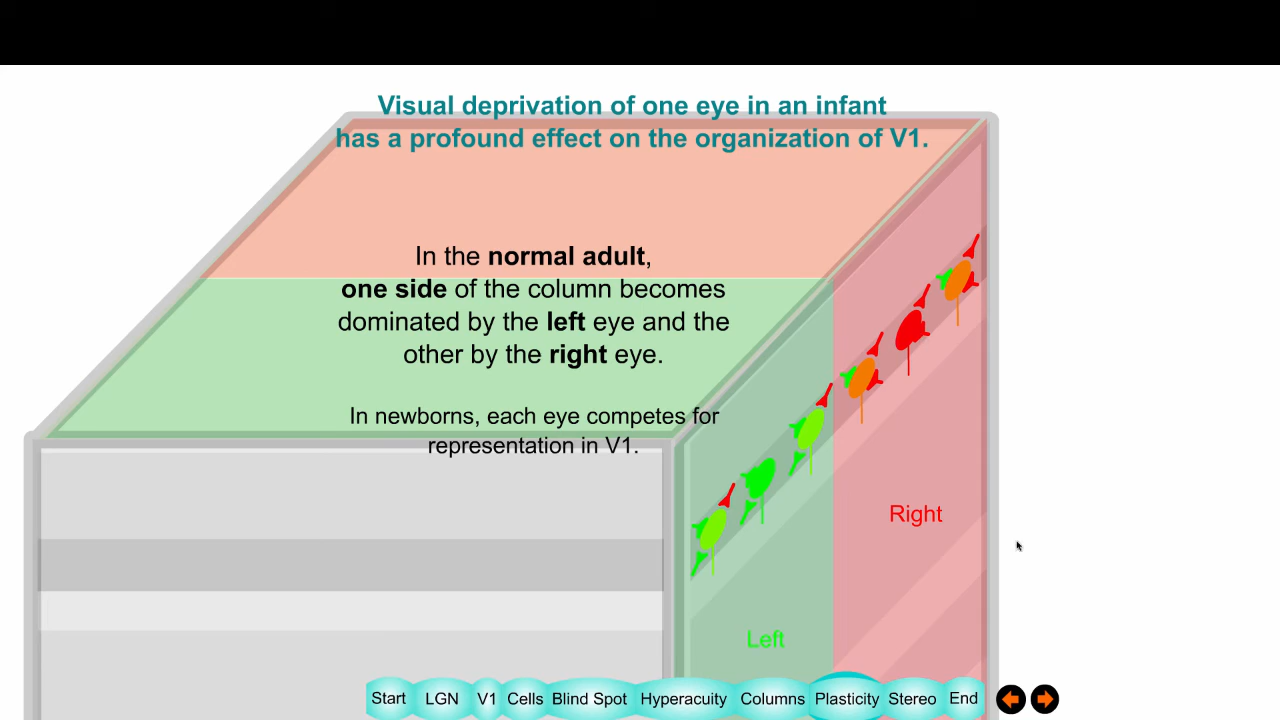 Visual deprivation of one eye in an infant
has a profound effect on the organization of V1.
In the normal adult,
one side of the column becomes
dominated by the left eye and the
other by the right eye.
In newborns, each eye competes for
representation in V1.
Right
Left
Start LGN V1 Cells Blind Spot Hyperacuity Columns Plasticity Stereo End